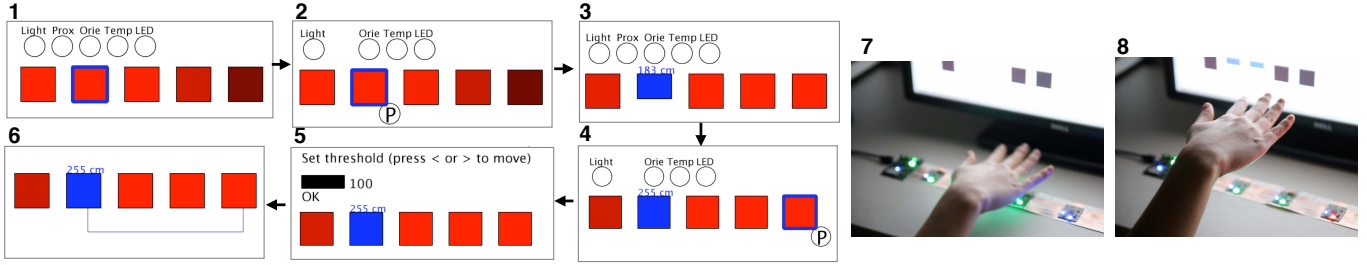 1
Light Prox Orie Temp LED
2
Light Orie Temp LED
P
3
Light Prox Orie Temp LED
183 cm
4
Light Orie Temp LED
255 cm
P
5
Set threshold (press < or > to move)
100
OK
255 cm
6
255 cm
7
DELL
8
DELL